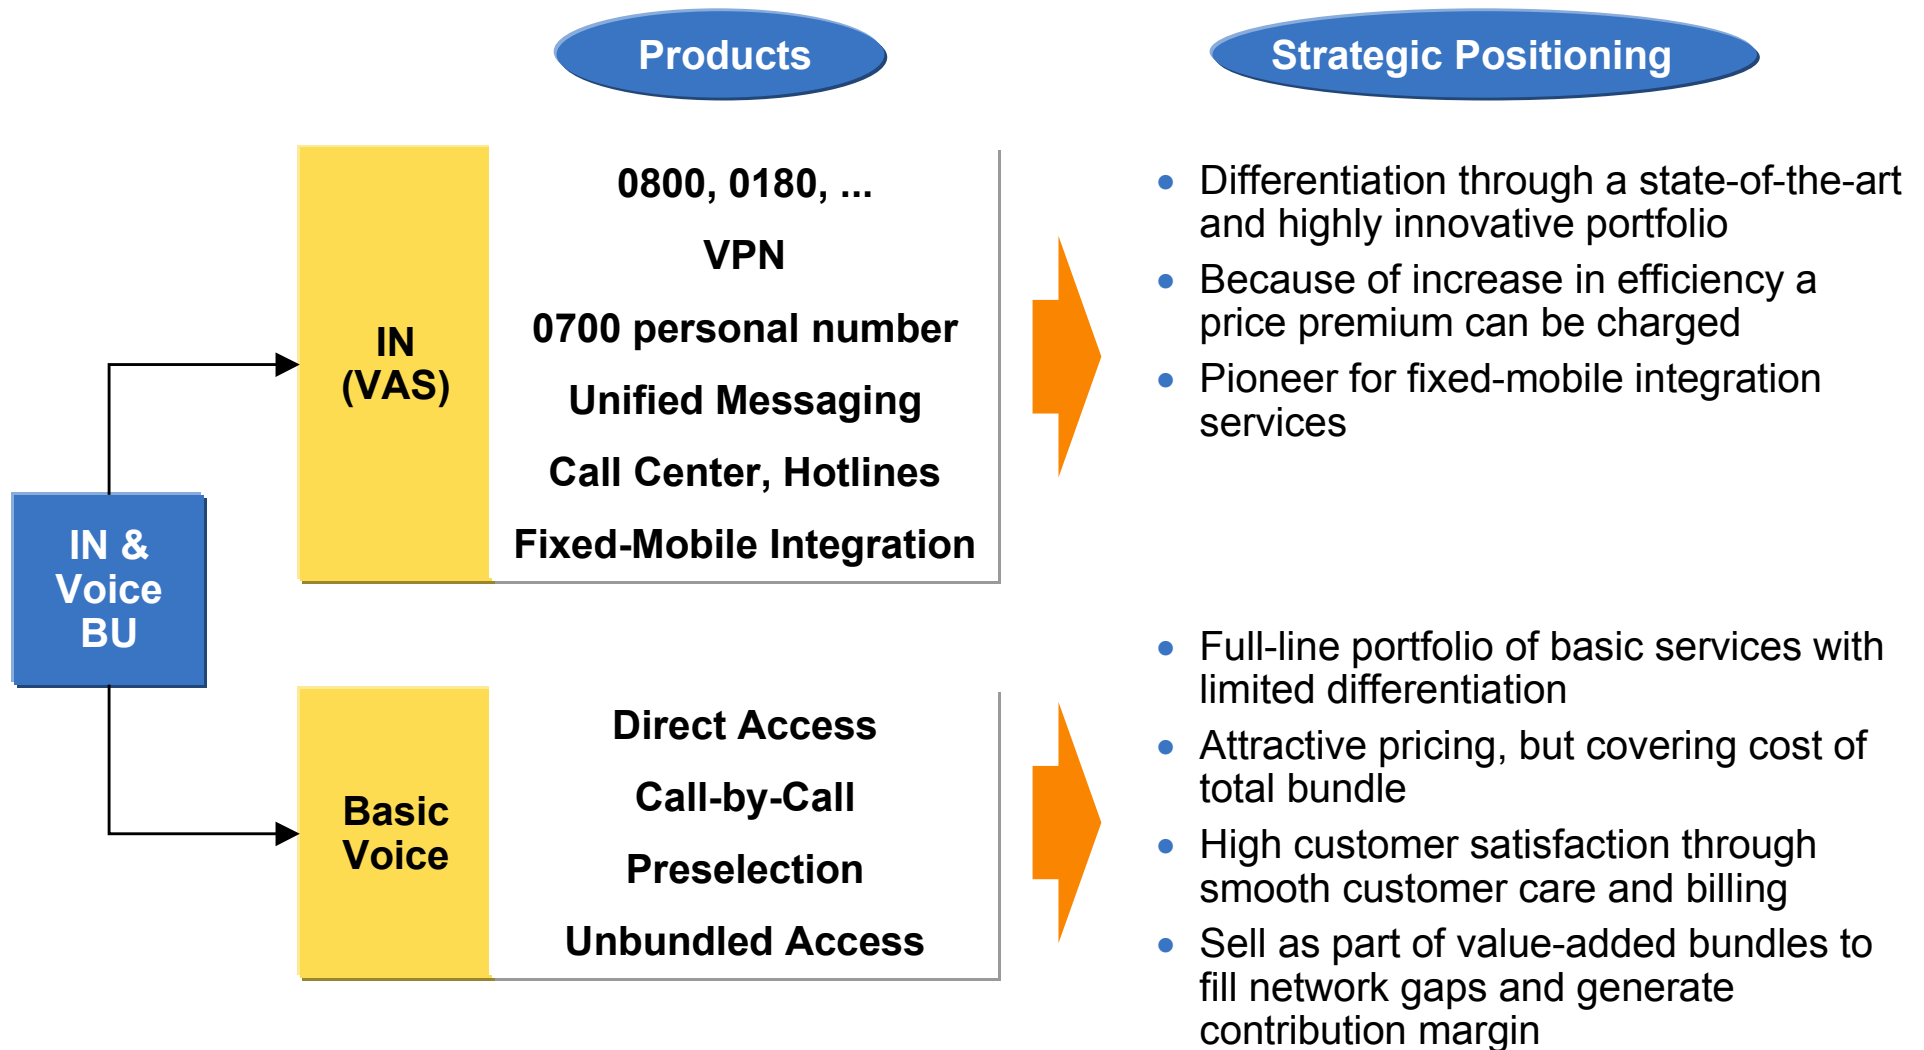 Products
Strategic Positioning
IN & 
Voice
BU
IN
(VAS)
0800, 0180, ...
VPN
0700 personal number
Unified Messaging
Call Center, Hotlines
Fixed-Mobile Integration
Differentiation through a state-of-the-art
and highly innovative portfolio
Because of increase in efficiency a
price premium can be charged
Pioneer for fixed-mobile integration
services
Basic
Voice
Direct Access
Call-by-Call
Preselection
Unbundled Access
Full-line portfolio of basic services with
limited differentiation
Attractive pricing, but covering cost of
total bundle
High customer satisfaction through
smooth customer care and billing
Sell as part of value-added bundles to
fill network gaps and generate
contribution margin